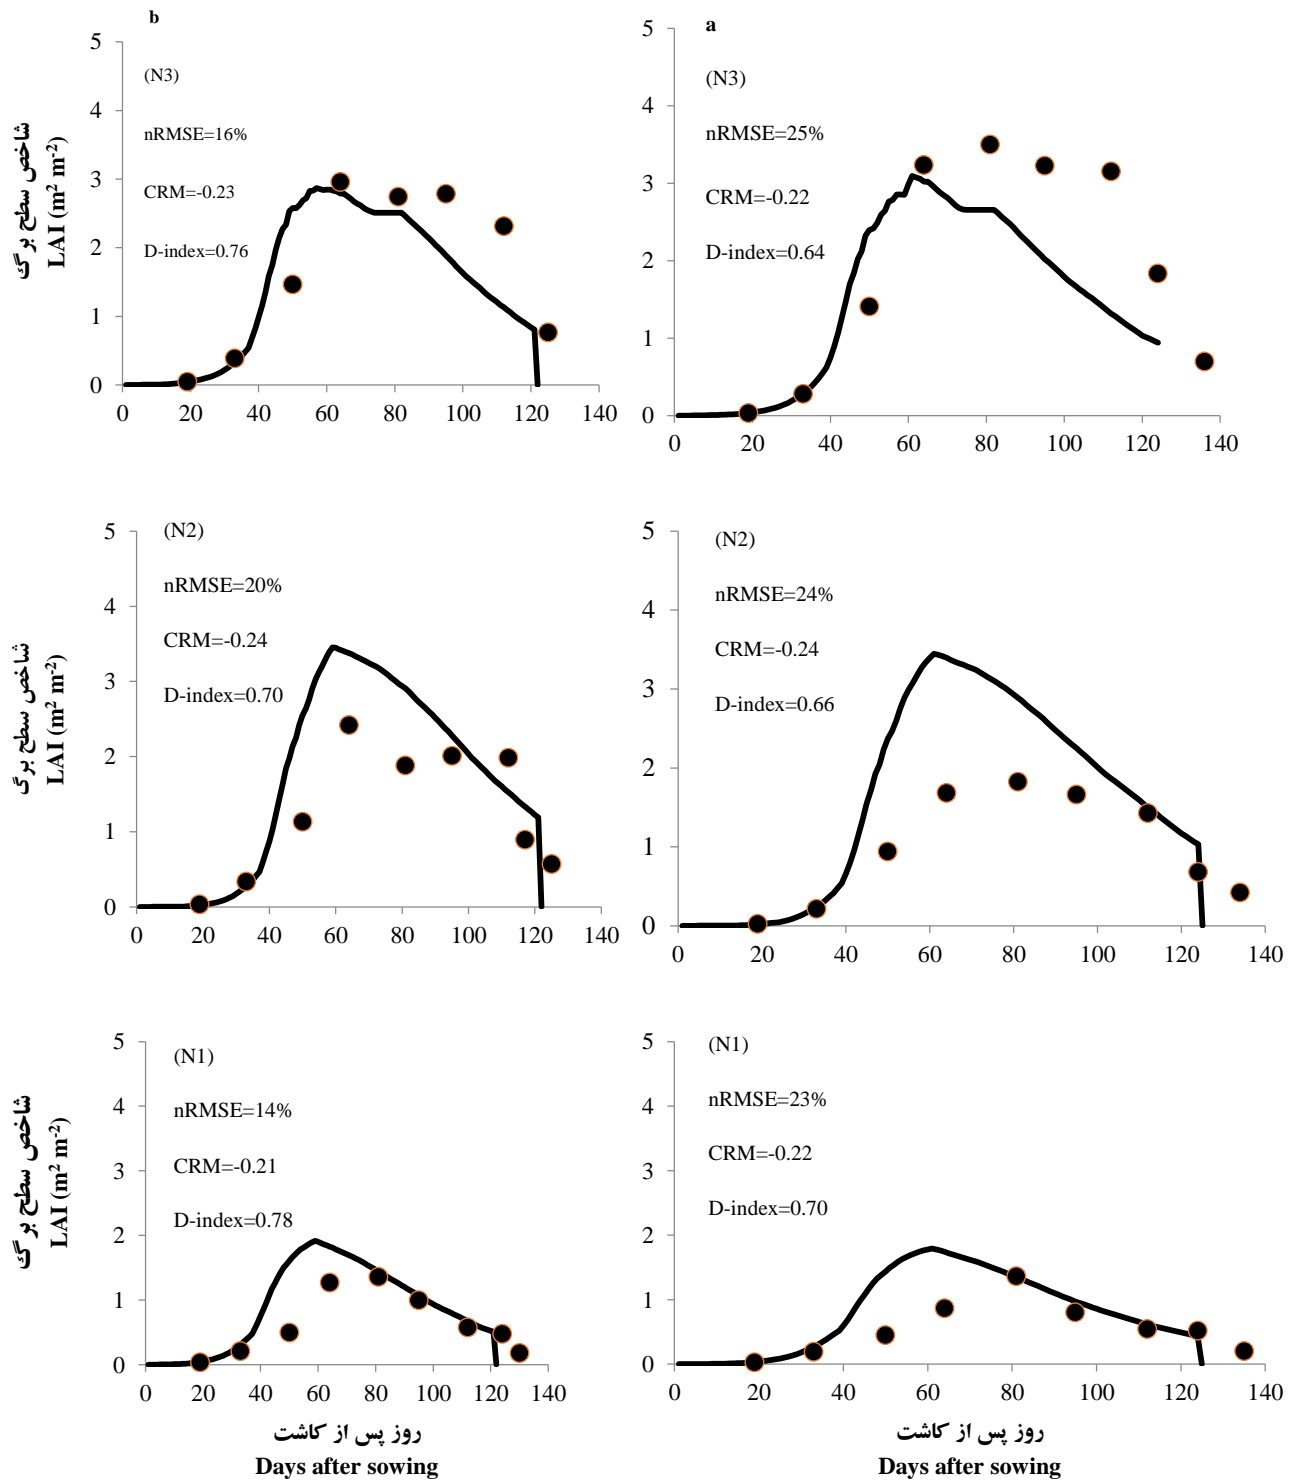 b
5
4
3
2
1
0
0
20
40
60
80
100
120
140
(N3)
nRMSE=16%
CRM=-0.23
D-index=0.76
شاخص سطح برگ
LAI (m² m⁻²)
a
5
4
3
2
1
0
0
20
40
60
80
100
120
140
(N3)
nRMSE=25%
CRM=-0.22
D-index=0.64
5
4
3
2
1
0
0
20
40
60
80
100
120
140
(N2)
nRMSE=20%
CRM=-0.24
D-index=0.70
شاخص سطح برگ
LAI (m² m⁻²)
5
4
3
2
1
0
0
20
40
60
80
100
120
140
(N2)
nRMSE=24%
CRM=-0.24
D-index=0.66
5
4
3
2
1
0
0
20
40
60
80
100
120
140
(N1)
nRMSE=14%
CRM=-0.21
D-index=0.78
شاخص سطح برگ
LAI (m² m⁻²)
روز پس از کاشت
Days after sowing
5
4
3
2
1
0
0
20
40
60
80
100
120
140
(N1)
nRMSE=23%
CRM=-0.22
D-index=0.70
روز پس از کاشت
Days after sowing